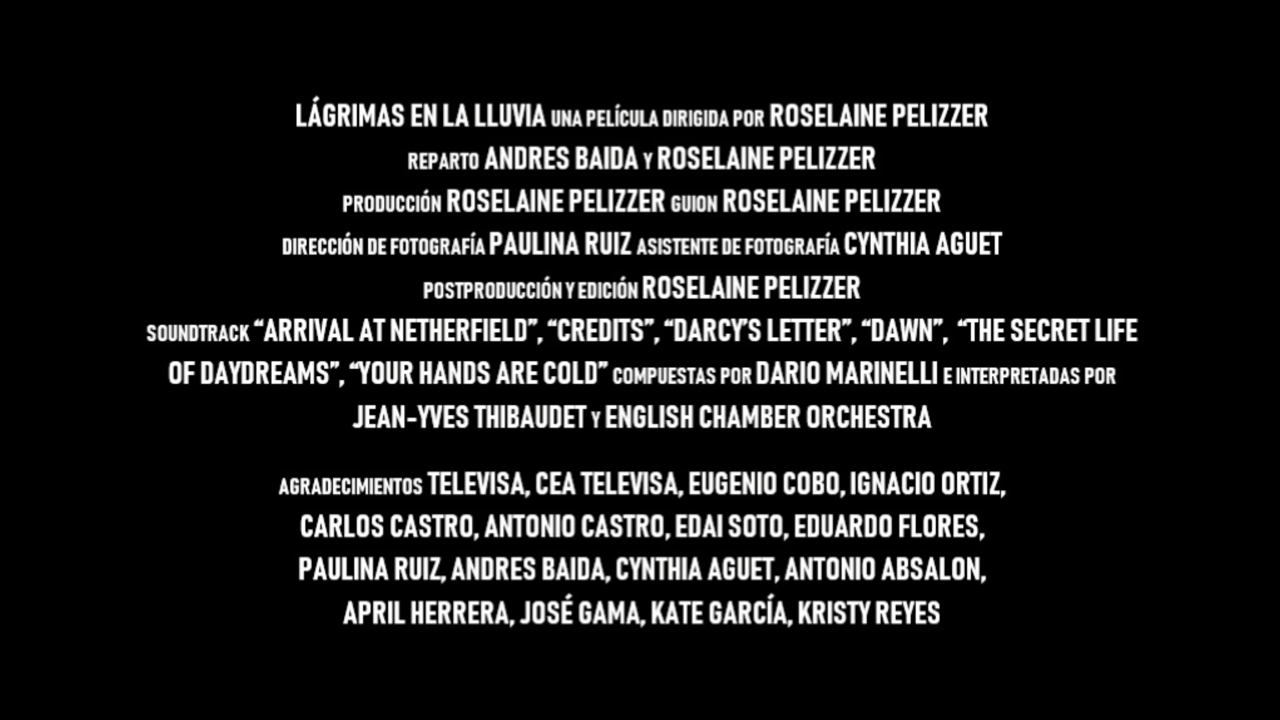 LÁGRIMAS EN LA LLUVIA UNA PELÍCULA DIRIGIDA POR ROSELAINE PELIZZER
REPARTO ANDRES BAIDA Y ROSELAINE PELIZZER
PRODUCCIÓN ROSELAINE PELIZZER GUION ROSELAINE PELIZZER
DIRECCIÓN DE FOTOGRAFÍA PAULINA RUIZ ASISTENTE DE FOTOGRAFÍA CYNTHIA AGUET
POSTPRODUCCIÓN Y EDICIÓN ROSELAINE PELIZZER
SOUNDTRACK “ARRIVAL AT NETHERFIELD”, “CREDITS”, “DARCY’S LETTER”, “DAWN”, “THE SECRET LIFE
OF DAYDREAMS”, “YOUR HANDS ARE COLD” COMPUESTAS POR DARIO MARINELLI E INTERPRETADAS POR
JEAN-YVES THIBAUDET Y ENGLISH CHAMBER ORCHESTRA
AGRADECIMIENTOS TELEVISA, CEA TELEVISA, EUGENIO COBO, IGNACIO ORTIZ,
CARLOS CASTRO, ANTONIO CASTRO, EDAI SOTO, EDUARDO FLORES,
PAULINA RUIZ, ANDRES BAIDA, CYNTHIA AGUET, ANTONIO ABSALON,
APRIL HERRERA, JOSÉ GAMA, KATE GARCÍA, KRISTY REYES